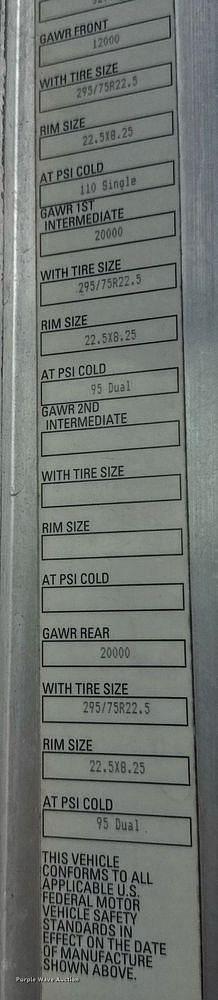 GAWR FRONT
12000
WITH TIRE SIZE
295/75R22.5
RIM SIZE
22.5X8.25
AT PSI COLD
110 Single
GAWR 1ST
INTERMEDIATE
20000
WITH TIRE SIZE
295/75R22.5
RIM SIZE
22.5X8.25
AT PSI COLD
95 Dual
GAWR 2ND
INTERMEDIATE
WITH TIRE SIZE
RIM SIZE
AT PSI COLD
GAWR REAR
20000
WITH TIRE SIZE
295/75R22.5
RIM SIZE
22.5X8.25
AT PSI COLD
95 Dual
THIS VEHICLE
CONFORMS TO ALL
APPLICABLE U.S.
FEDERAL MOTOR
VEHICLE SAFETY
STANDARDS IN
EFFECT ON THE DATE
OF MANUFACTURE
SHOWN ABOVE.
Purple Wave Auction